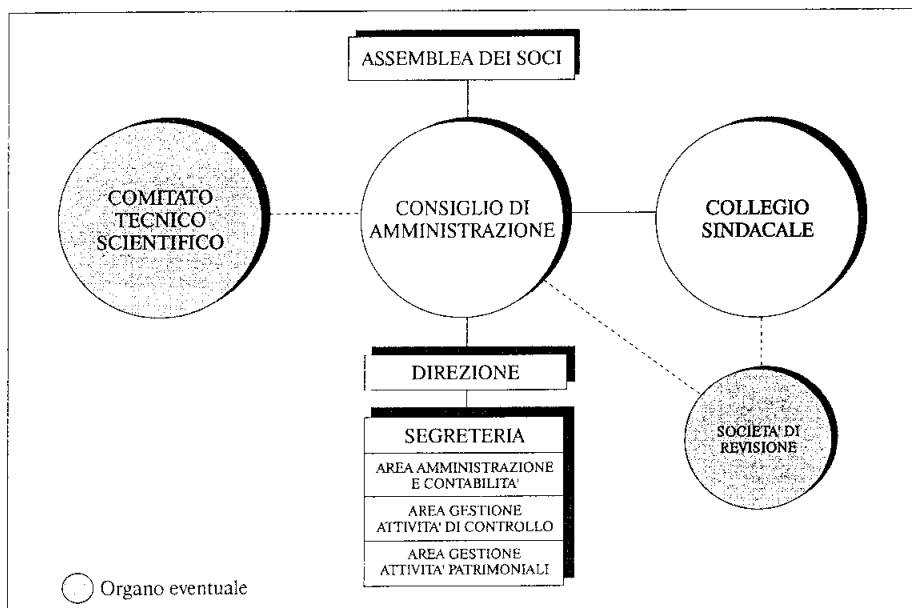 ASSEMBLEA DEI SOCI
COMITATO
TECNICO
SCIENTIFICO
CONSIGLIO DI
AMMINISTRAZIONE
COLLEGIO
SINDACALE
DIREZIONE
SOCIETA' DI
REVISIONE
SEGRETERIA
AREA AMMINISTRAZIONE
E CONTABILITA'
AREA GESTIONE
ATTIVITA' DI CONTROLLO
AREA GESTIONE
ATTIVITA' PATRIMONIALI
Organo eventuale